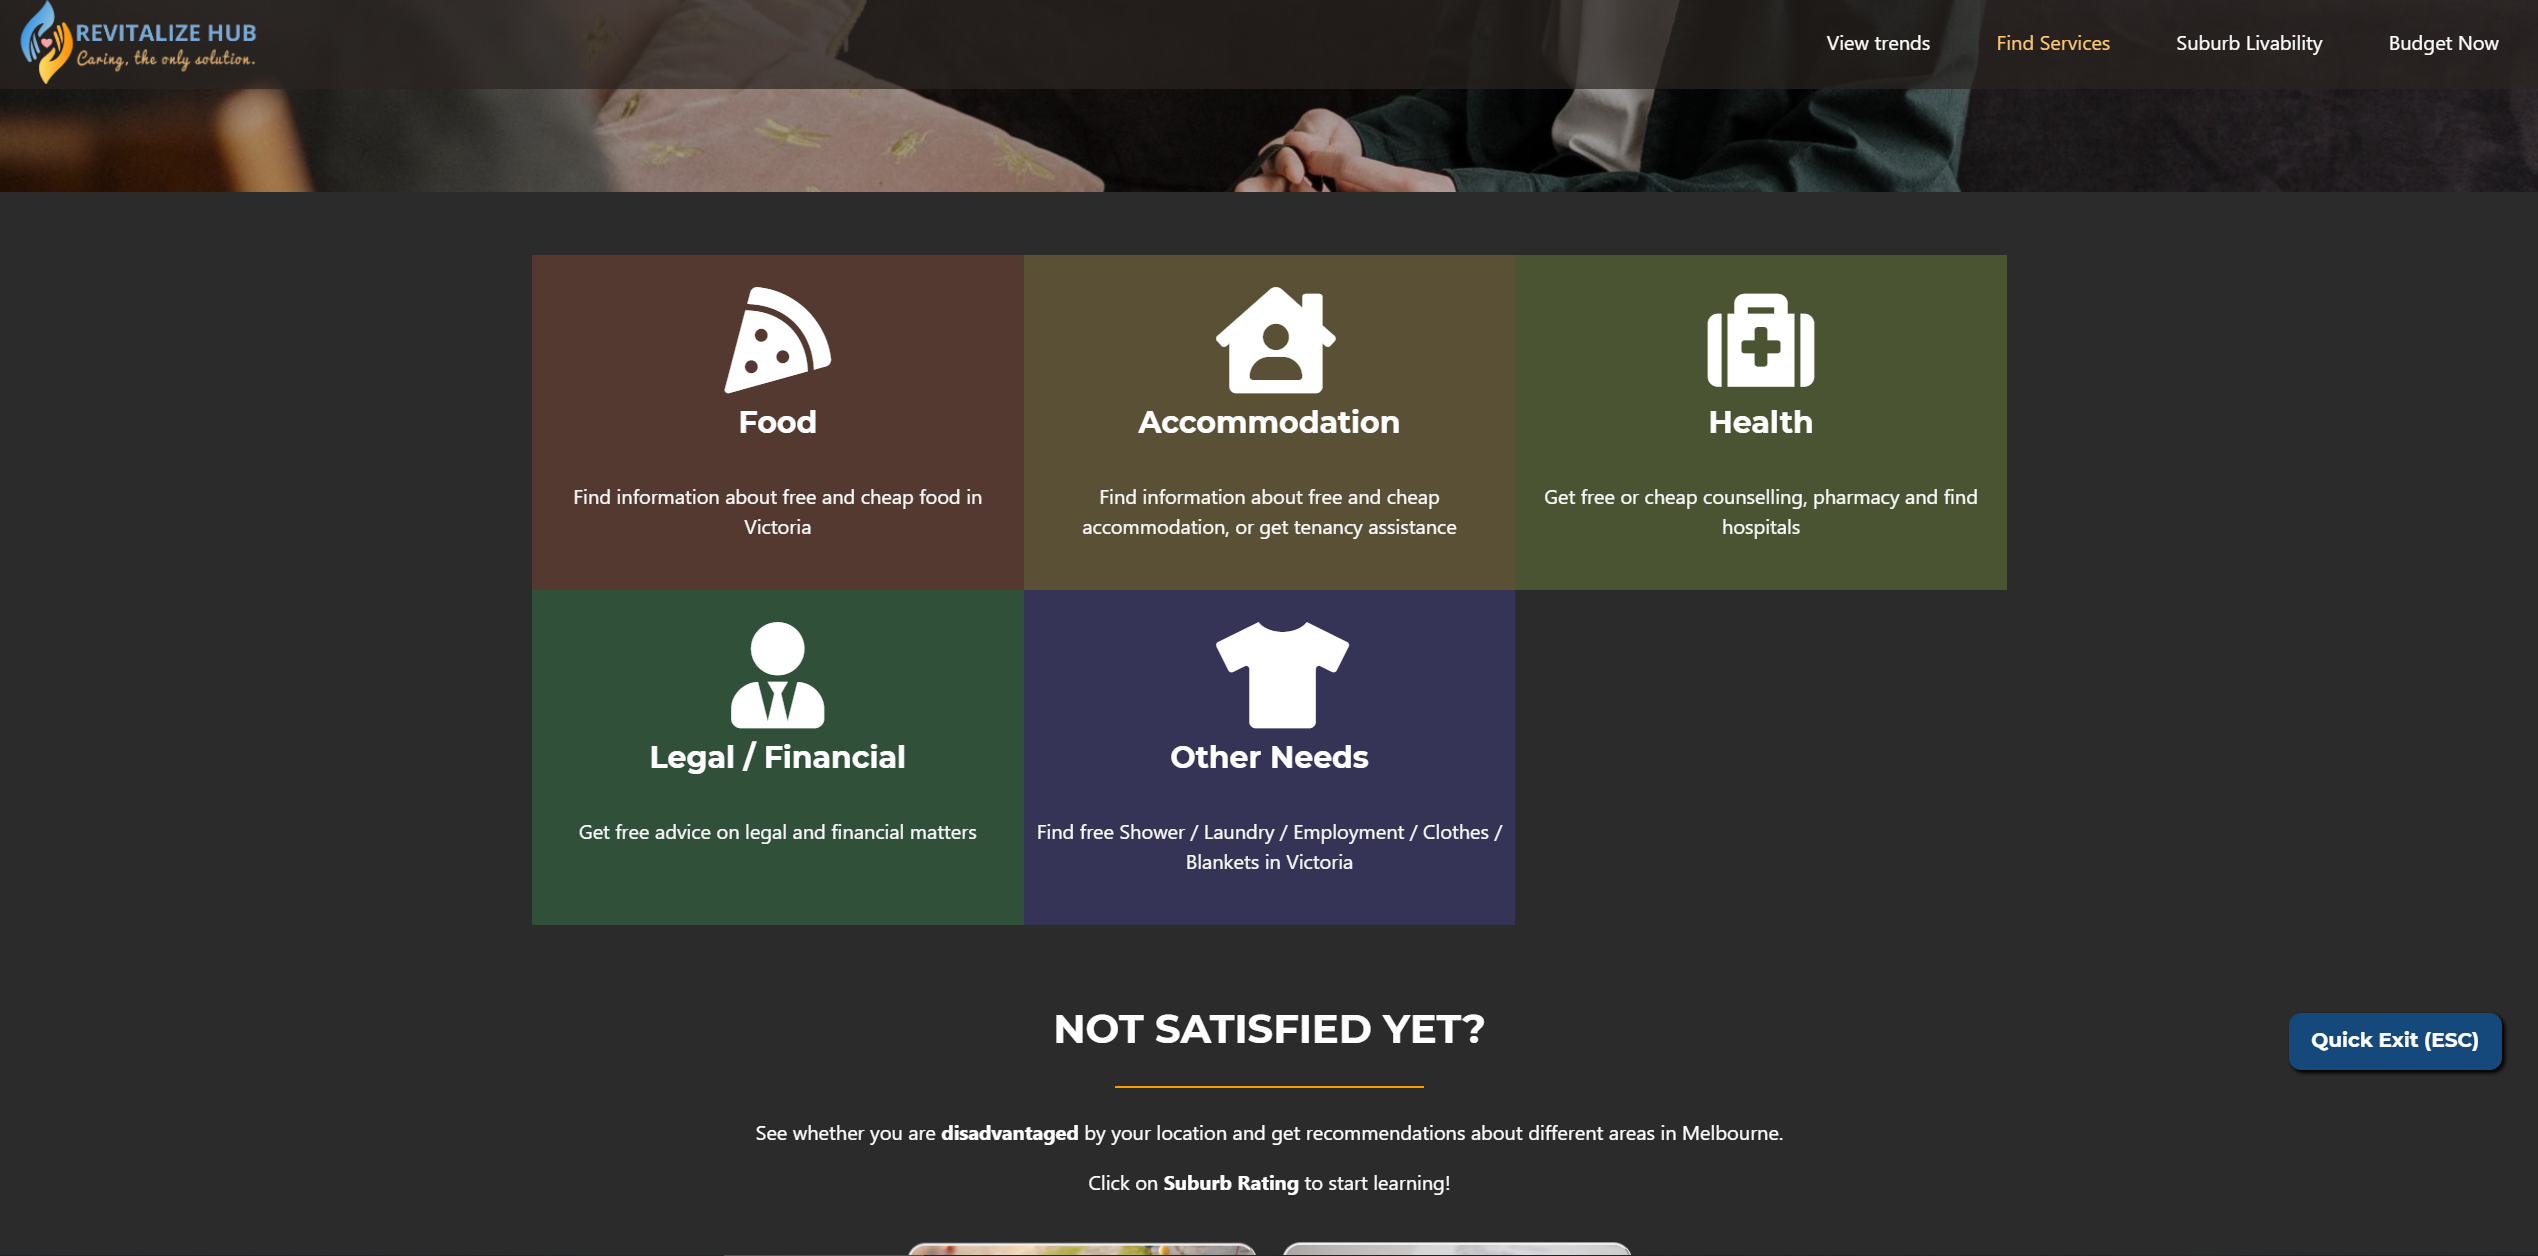 REVITALIZE HUB
Caring, the only solution.
View trends
Find Services
Suburb Livability
Budget Now
Food
Find information about free and cheap food in
Victoria
Accommodation
Find information about free and cheap
accommodation, or get tenancy assistance
Health
Get free or cheap counselling, pharmacy and find
hospitals
Legal / Financial
Get free advice on legal and financial matters
Other Needs
Find free Shower / Laundry / Employment / Clothes /
Blankets in Victoria
NOT SATISFIED YET?
Quick Exit (ESC)
See whether you are disadvantaged by your location and get recommendations about different areas in Melbourne.
Click on Suburb Rating to start learning!